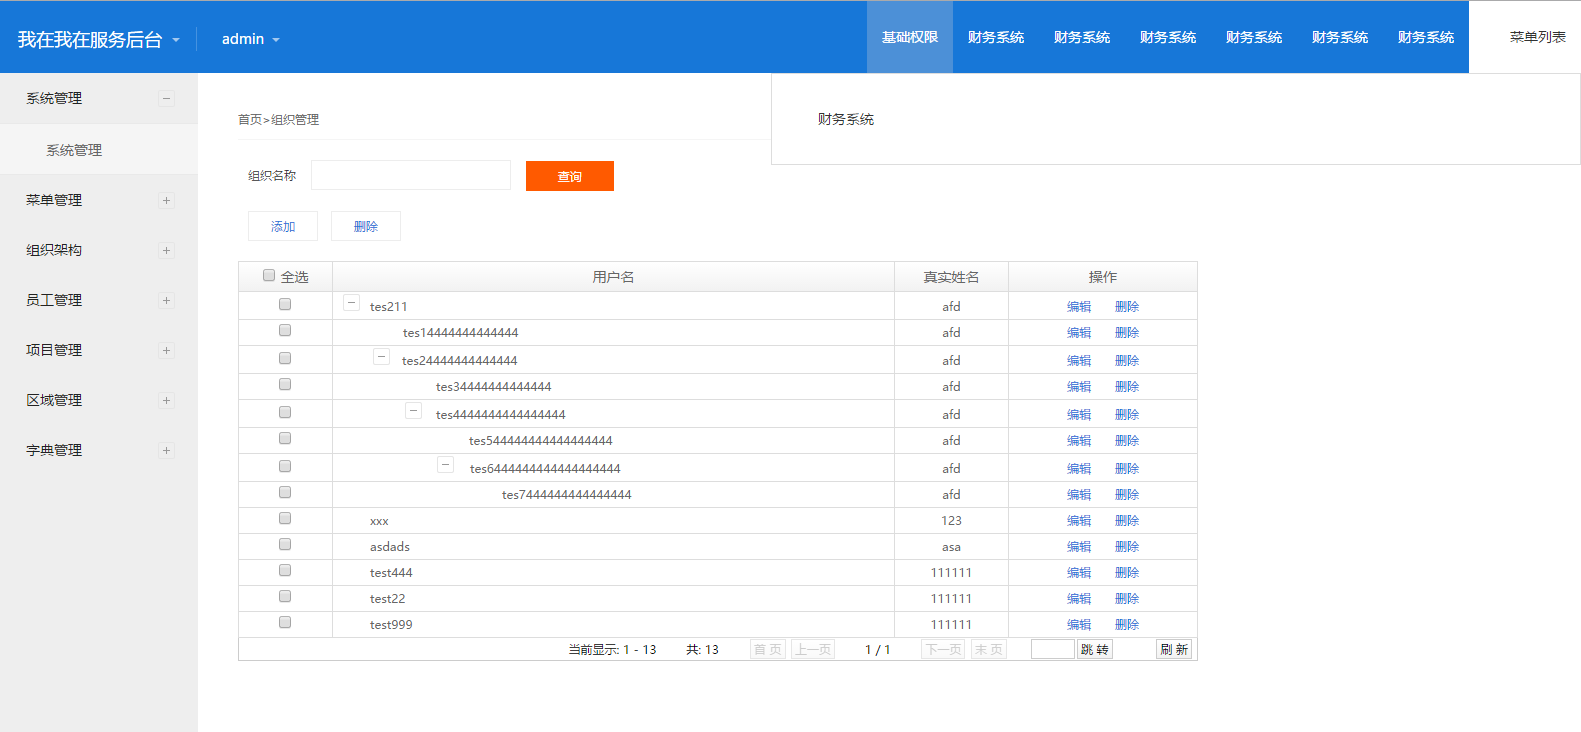 我在我在服务后台 admin 基础权限 财务系统 财务系统 财务系统 财务系统 财务系统 财务系统 菜单列表
系统管理
系统管理
菜单管理
组织架构
员工管理
项目管理
区域管理
字典管理
财务系统
首页>组织管理
组织名称 查询
添加 删除
全选 用户名 真实姓名 操作
tes211 afd 编辑 删除
tes14444444444444 afd 编辑 删除
tes24444444444444 afd 编辑 删除
tes34444444444444 afd 编辑 删除
tes4444444444444444 afd 编辑 删除
tes544444444444444444 afd 编辑 删除
tes6444444444444444444 afd 编辑 删除
tes7444444444444444 afd 编辑 删除
xxx 123 编辑 删除
asdads asa 编辑 删除
test444 111111 编辑 删除
test22 111111 编辑 删除
test999 111111 编辑 删除
当前显示: 1 - 13 共: 13 首 页 上一页 1 / 1 下一页 末 页 跳 转 刷 新